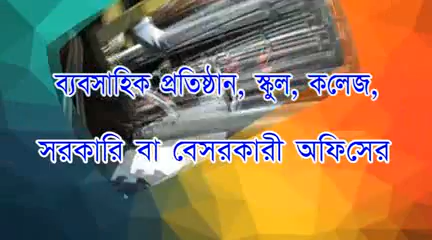 ব্যবসাহিক প্রতিষ্ঠান, স্কুল, কলেজ,
সরকারি বা বেসরকারী অফিসের